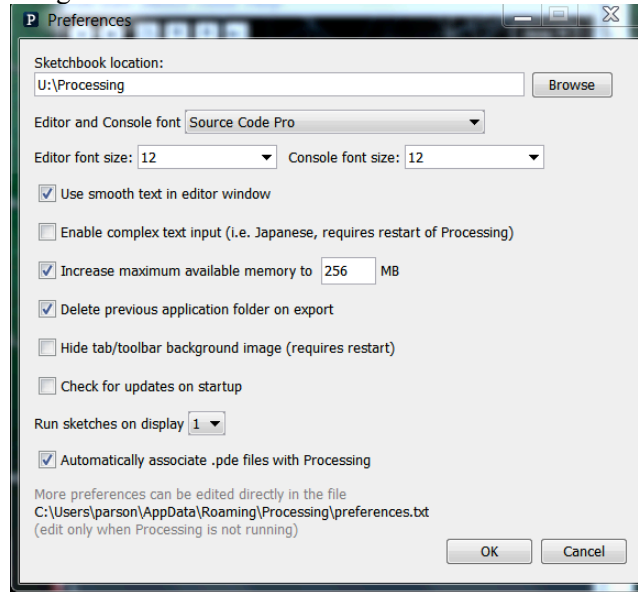 P Preferences
Sketchbook location:
U:\Processing Browse
Editor and Console font Source Code Pro
Editor font size: 12 Console font size: 12
Use smooth text in editor window
Enable complex text input (i.e. Japanese, requires restart of Processing)
Increase maximum available memory to 256 MB
Delete previous application folder on export
Hide tab/toolbar background image (requires restart)
Check for updates on startup
Run sketches on display 1
Automatically associate .pde files with Processing
More preferences can be edited directly in the file
C:\Users\parson\AppData\Roaming\Processing\preferences.txt
(edit only when Processing is not running)
OK Cancel